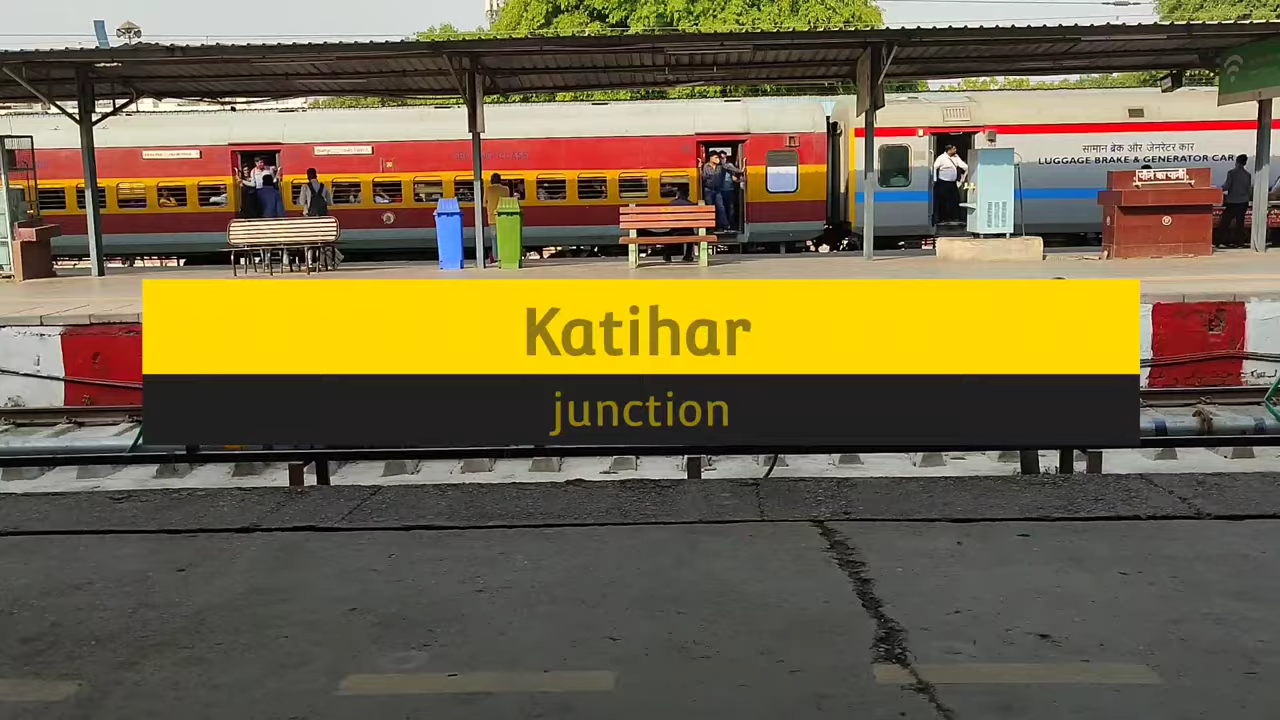 सामान ब्रेक और जेनरेटर कार
LUGGAGE BRAKE & GENERATOR CAR
पीने का पानी
Katihar
junction